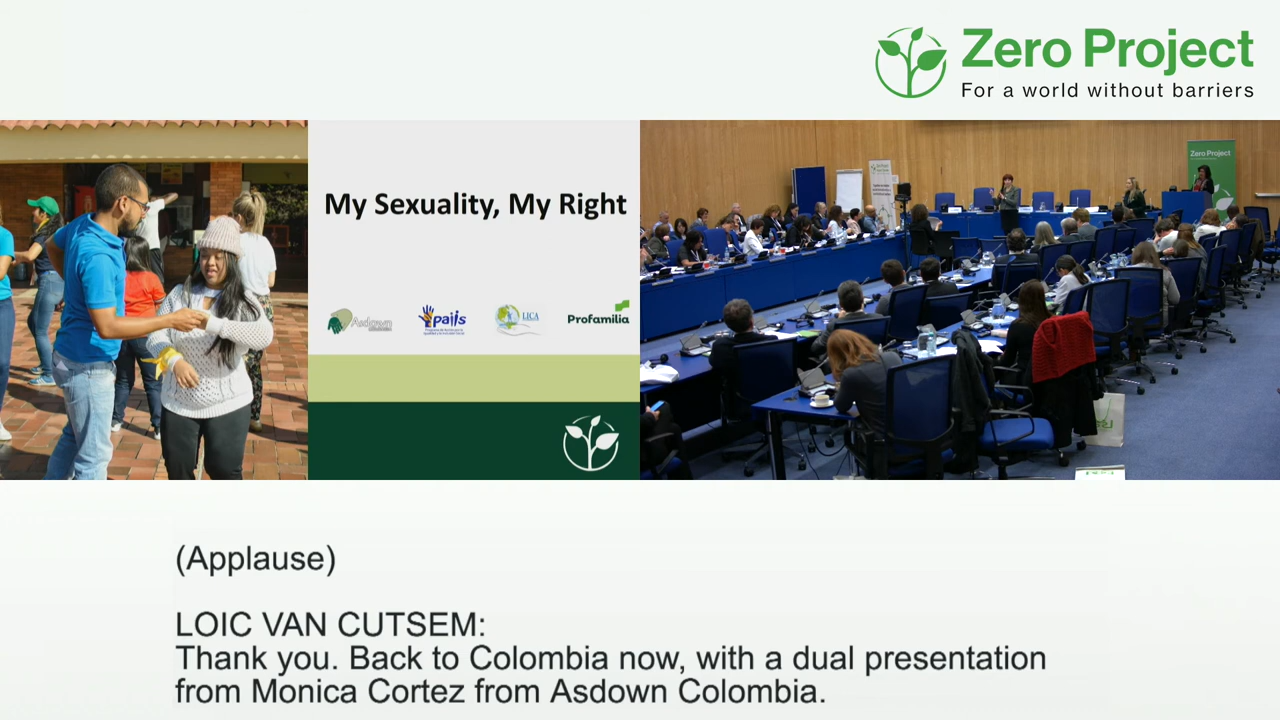 Zero Project
For a world without barriers
My Sexuality, My Right
Asdown
paiis
LICA
Profamilia
Zero Project
(Applause)
LOIC VAN CUTSEM:
Thank you. Back to Colombia now, with a dual presentation
from Monica Cortez from Asdown Colombia.